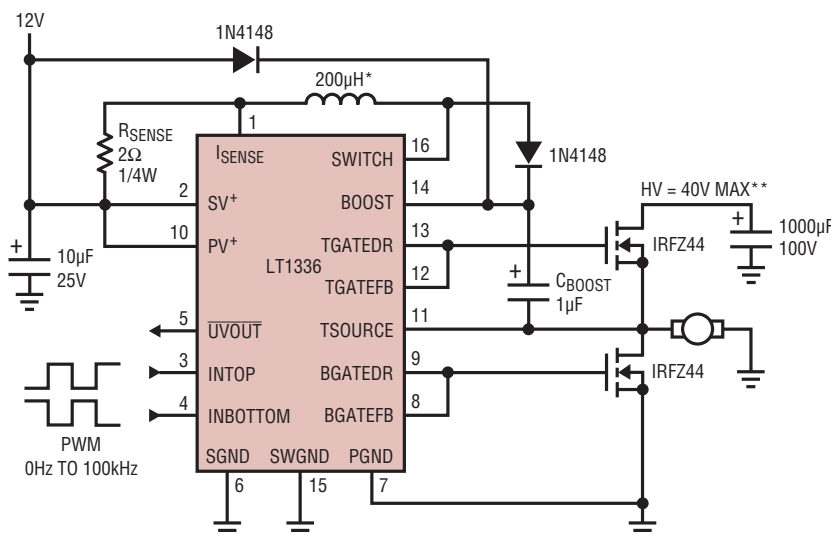 12V
1N4148
200µH*
RSENSE
2Ω
1/4W
1
ISENSE
SWITCH
16
1N4148
2
SV+
BOOST
14
HV = 40V MAX**
10
PV+
TGATEDR
13
IRFZ44
+
1000µF
100V
+
10µF
25V
LT1336
TGATEFB
12
+
CBOOST
1µF
5
UVOUT
TSOURCE
11
3
INTOP
BGATEDR
9
IRFZ44
4
INBOTTOM
BGATEFB
8
PWM
0Hz TO 100kHz
SGND
SWGND
PGND
6
15
7